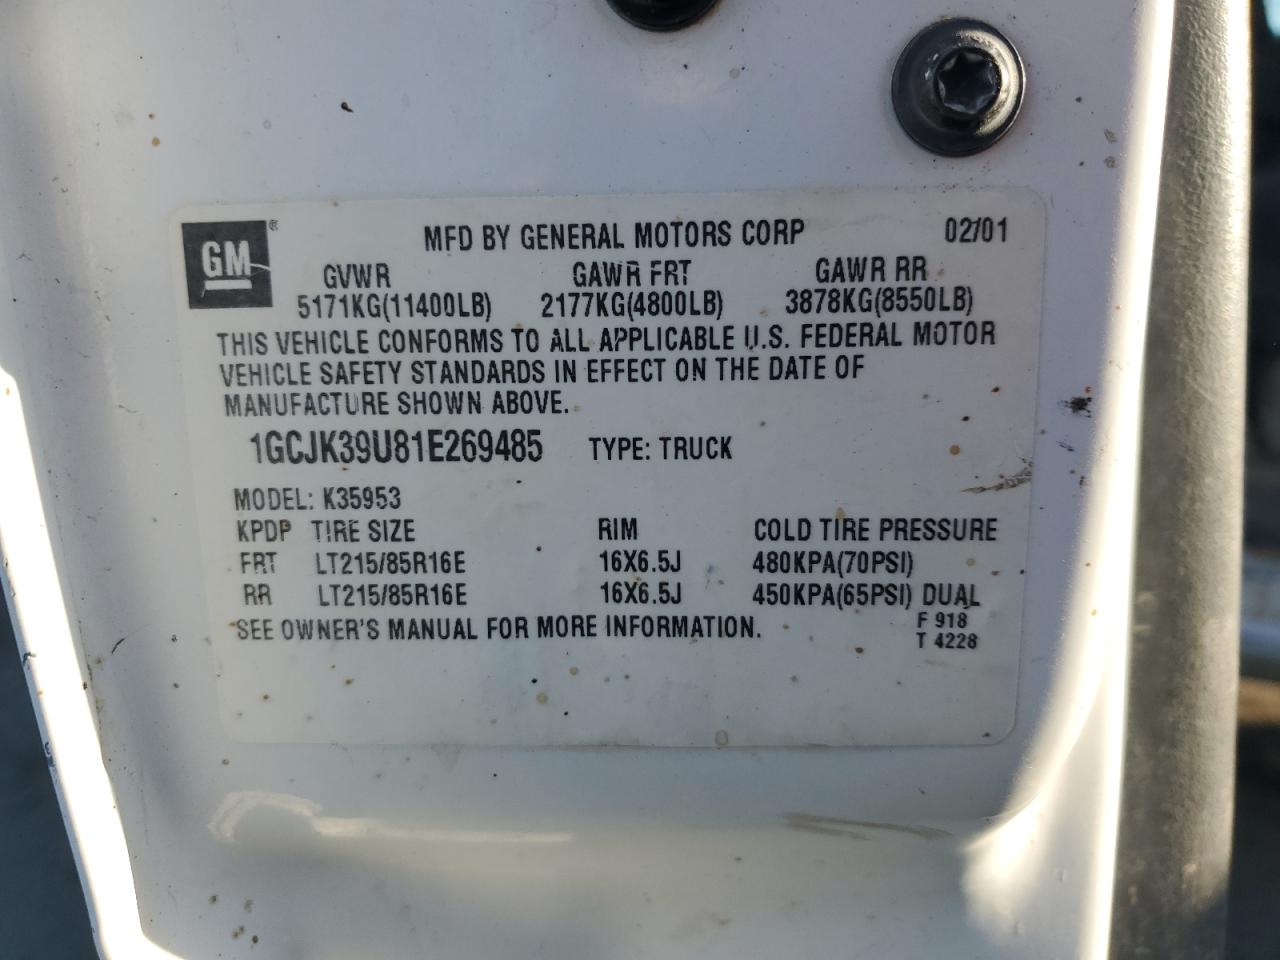 GM ® MFD BY GENERAL MOTORS CORP 02/01
GVWR GAWR FRT GAWR RR
5171KG(11400LB) 2177KG(4800LB) 3878KG(8550LB)
THIS VEHICLE CONFORMS TO ALL APPLICABLE U.S. FEDERAL MOTOR
VEHICLE SAFETY STANDARDS IN EFFECT ON THE DATE OF
MANUFACTURE SHOWN ABOVE.
1GCJK39U81E269485 TYPE: TRUCK
MODEL: K35953
KPDP TIRE SIZE RIM COLD TIRE PRESSURE
FRT LT215/85R16E 16X6.5J 480KPA(70PSI)
RR LT215/85R16E 16X6.5J 450KPA(65PSI) DUAL
SEE OWNER'S MANUAL FOR MORE INFORMATION. F 918
T 4228